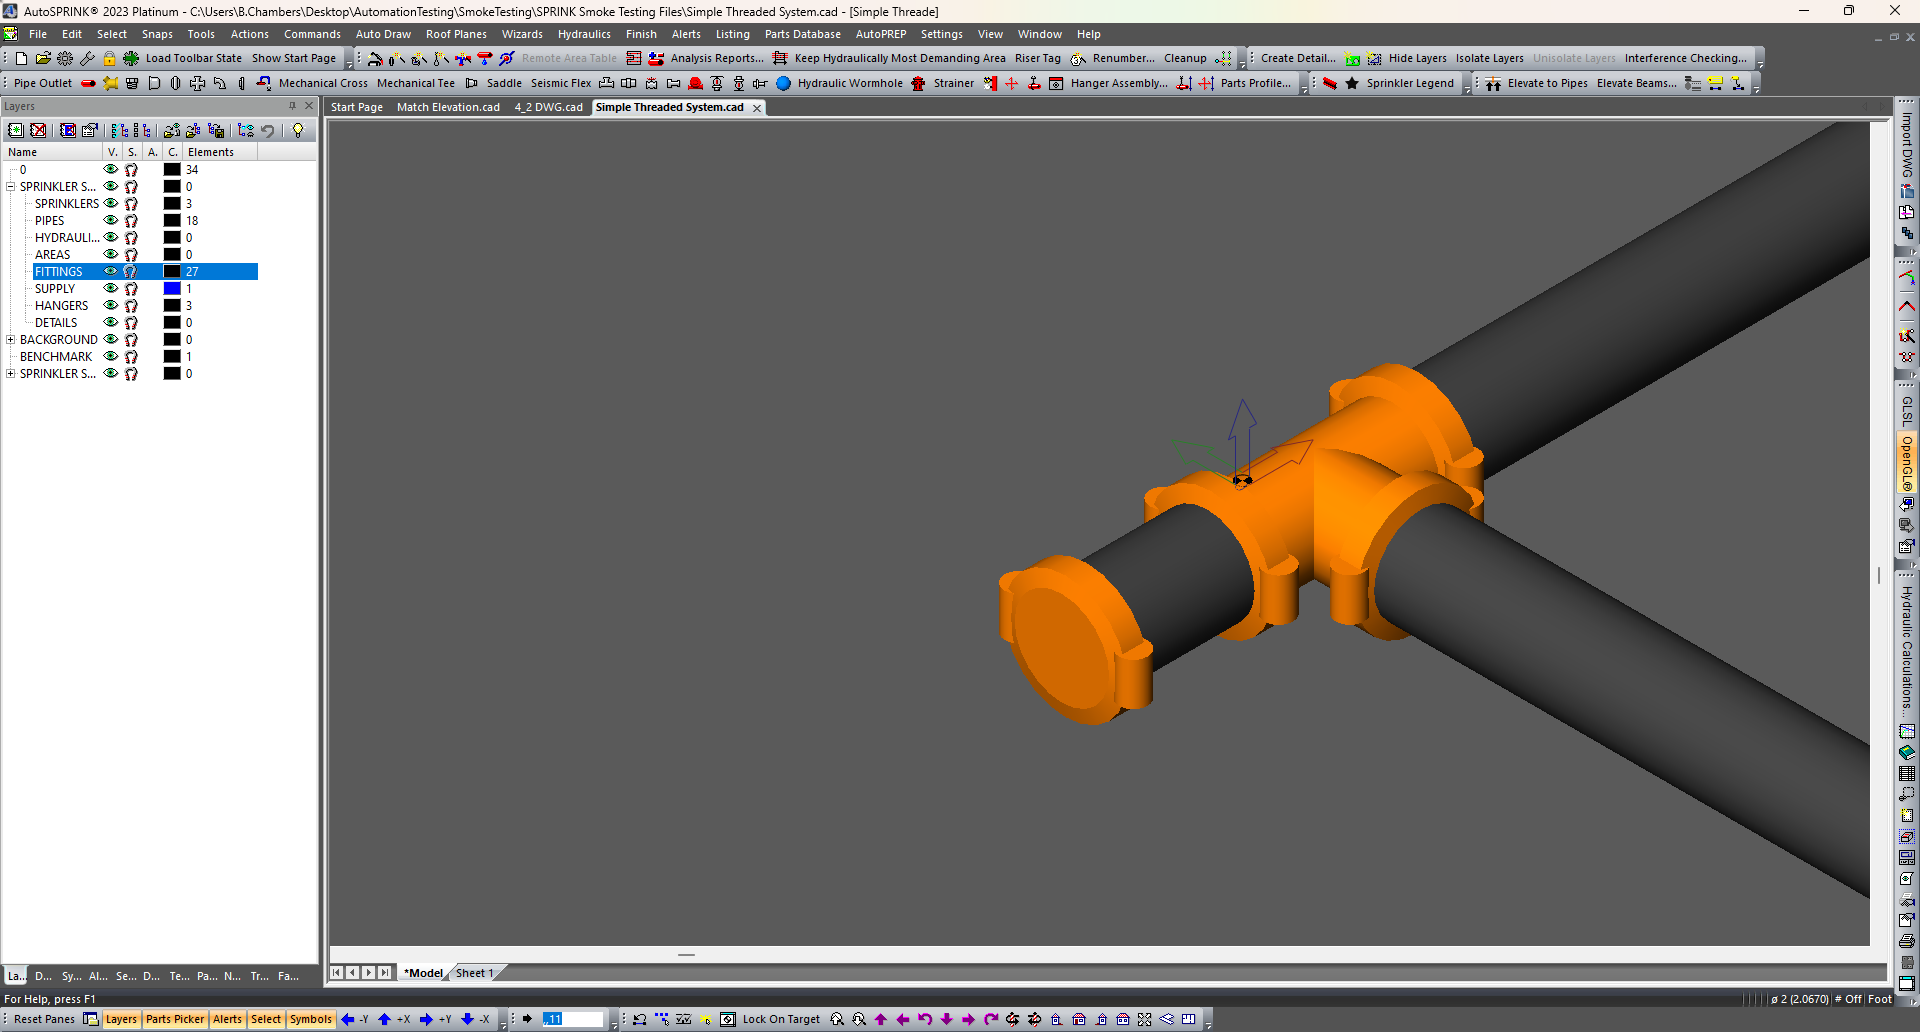 AutoSPRINK® 2023 Platinum - C:\Users\B.Chambers\Desktop\AutomationTesting\SmokeTesting\SPRINK Smoke Testing Files\Simple Threaded System.cad - [Simple Threade]
File Edit Select Snaps Tools Actions Commands Auto Draw Roof Planes Wizards Hydraulics Finish Alerts Listing Parts Database AutoPREP Settings View Window Help
Load Toolbar State Show Start Page Remote Area Table Analysis Reports... Keep Hydraulically Most Demanding Area Riser Tag Renumber... Cleanup Create Detail... Hide Layers Isolate Layers Unisolate Layers Interference Checking...
Pipe Outlet Mechanical Cross Mechanical Tee Saddle Seismic Flex Hydraulic Wormhole Strainer Hanger Assembly... Parts Profile... Sprinkler Legend Elevate to Pipes Elevate Beams...
Layers
Start Page Match Elevation.cad 4_2 DWG.cad Simple Threaded System.cad
Name V. S. A. C. Elements
0 34
SPRINKLER S... 0
SPRINKLERS 3
PIPES 18
HYDRAULI... 0
AREAS 0
FITTINGS 27
SUPPLY 1
HANGERS 3
DETAILS 0
BACKGROUND 0
BENCHMARK 1
SPRINKLER S... 0
Import DWG
GLSL
OpenGL®
Hydraulic Calculations...
La... D... Sy... Al... Se... D... Te... Pa... N... Tr... Fa...
*Model Sheet 1
For Help, press F1
ø 2 (2.0670) # Off Foot
Reset Panes Layers Parts Picker Alerts Select Symbols -Y +X +Y -X ,,11 Lock On Target